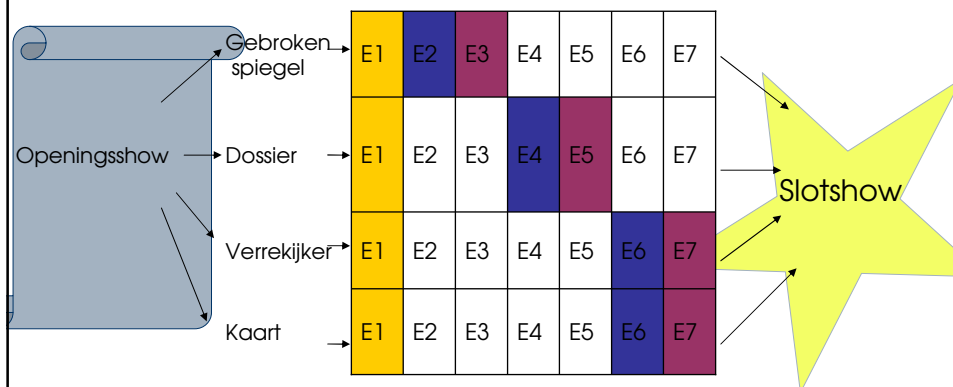 Openingsshow
Gebroken
spiegel
E1 E2 E3 E4 E5 E6 E7
Dossier
E1 E2 E3 E4 E5 E6 E7
Verrekijker
E1 E2 E3 E4 E5 E6 E7
Kaart
E1 E2 E3 E4 E5 E6 E7
Slotshow